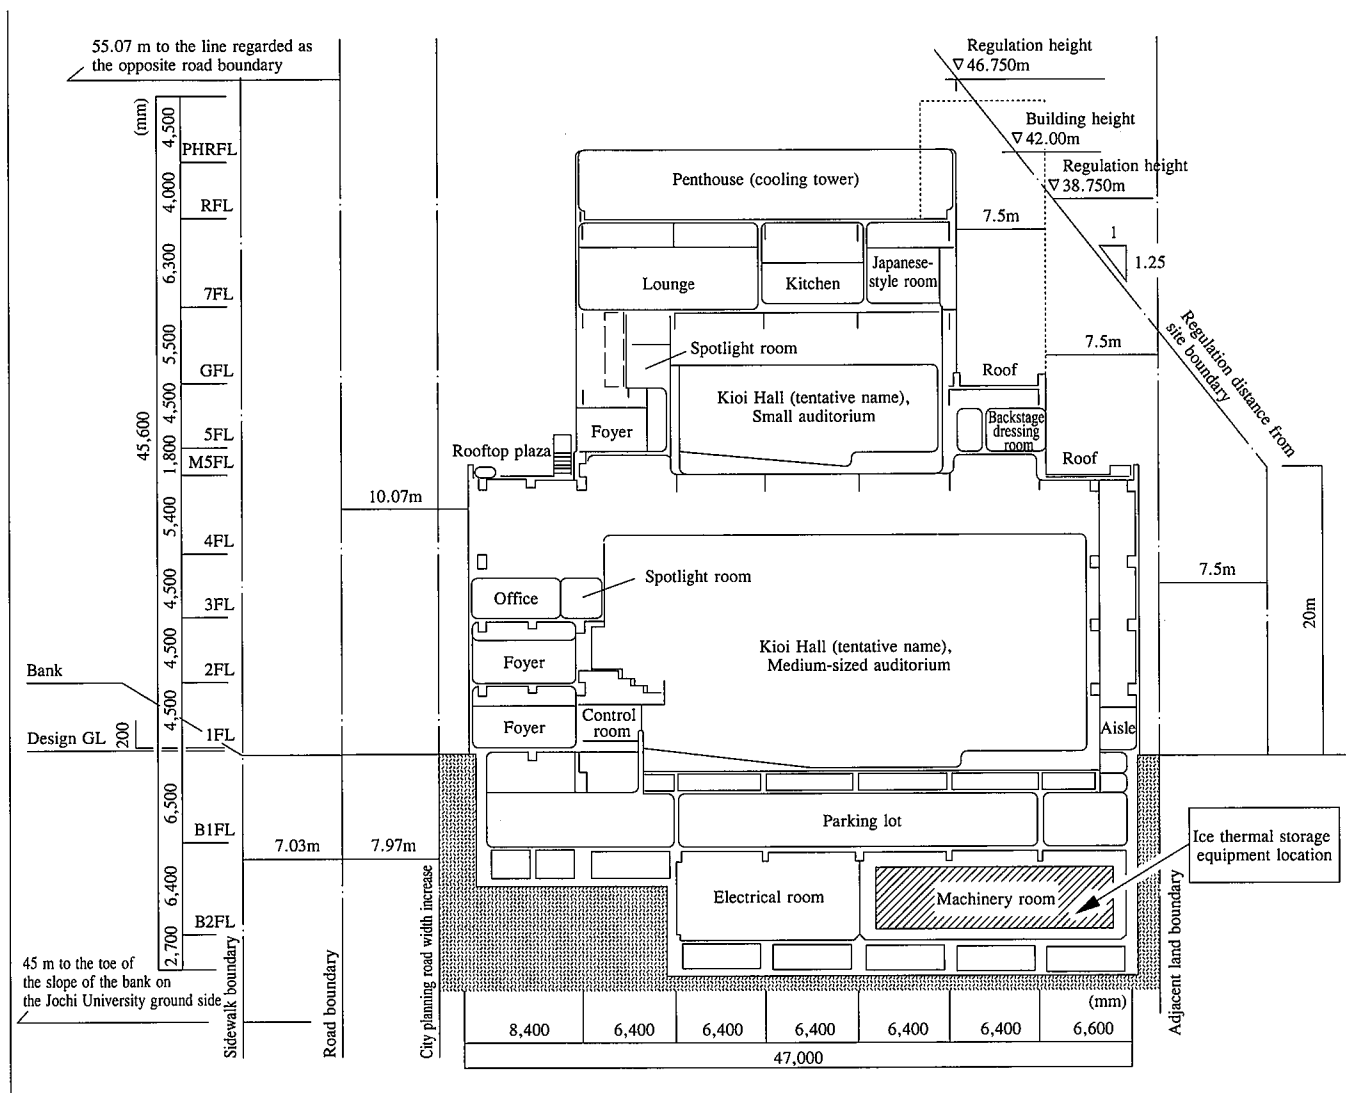 55.07 m to the line regarded as
the opposite road boundary
(mm)
4,500
PHRFL
4,000
RFL
6,300
7FL
5,500
GFL
4,500
5FL
1,800
M5FL
45,600
5,400
4FL
4,500
3FL
4,500
2FL
4,500
1FL
Bank
Design GL
200
6,500
B1FL
6,400
B2FL
2,700
45 m to the toe of
the slope of the bank on
the Jochi University ground side
Sidewalk boundary
Road boundary
City planning road width increase
7.03m
7.97m
10.07m
Regulation height
▽46.750m
Building height
▽42.00m
Regulation height
▽38.750m
1
1.25
7.5m
7.5m
7.5m
Regulation distance from
site boundary
20m
Penthouse (cooling tower)
Lounge
Kitchen
Japanese-
style room
Spotlight room
Kioi Hall (tentative name),
Small auditorium
Foyer
Roof
Backstage
dressing
room
Roof
Rooftop plaza
Office
Spotlight room
Foyer
Kioi Hall (tentative name),
Medium-sized auditorium
Foyer
Control
room
Aisle
Parking lot
Electrical room
Machinery room
Ice thermal storage
equipment location
Adjacent land boundary
(mm)
8,400
6,400
6,400
6,400
6,400
6,400
6,600
47,000